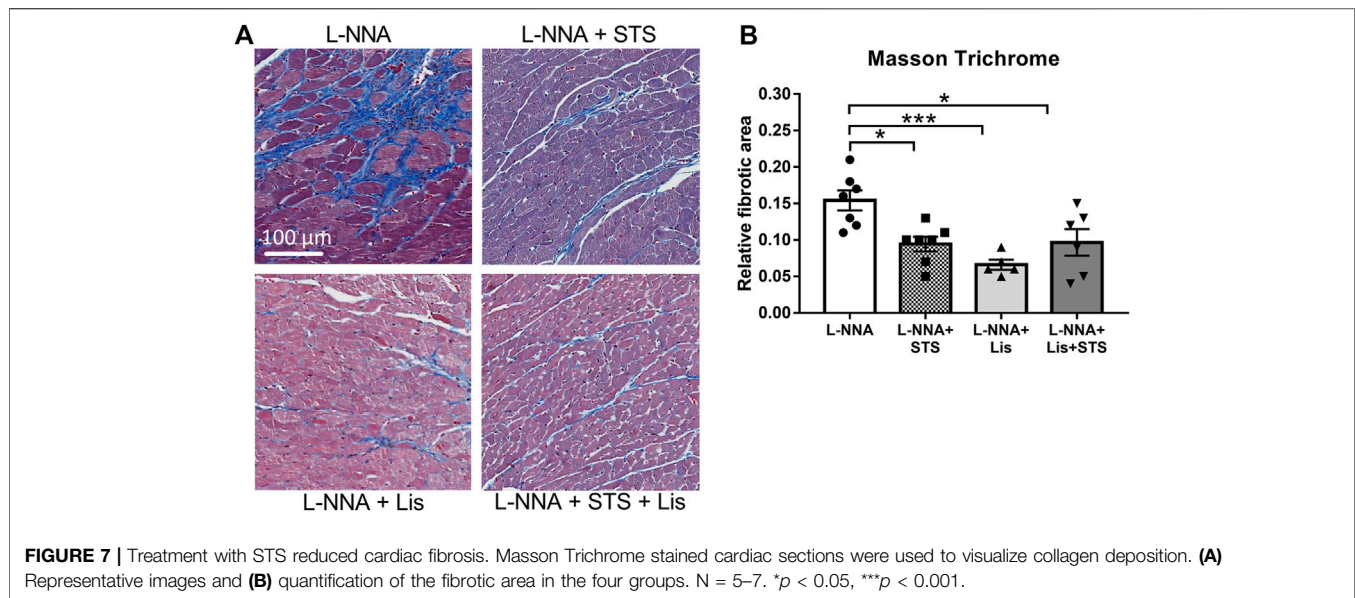 A
L-NNA
L-NNA + STS
100 µm
L-NNA + Lis
L-NNA + STS + Lis
B
Masson Trichrome
Relative fibrotic area
0.30
0.25
0.20
0.15
0.10
0.05
0.00
*
***
*
L-NNA
L-NNA+
STS
L-NNA+
Lis
L-NNA+
Lis+STS
FIGURE 7 | Treatment with STS reduced cardiac fibrosis. Masson Trichrome stained cardiac sections were used to visualize collagen deposition. (A)
Representative images and (B) quantification of the fibrotic area in the four groups. N = 5–7. *p < 0.05, ***p < 0.001.